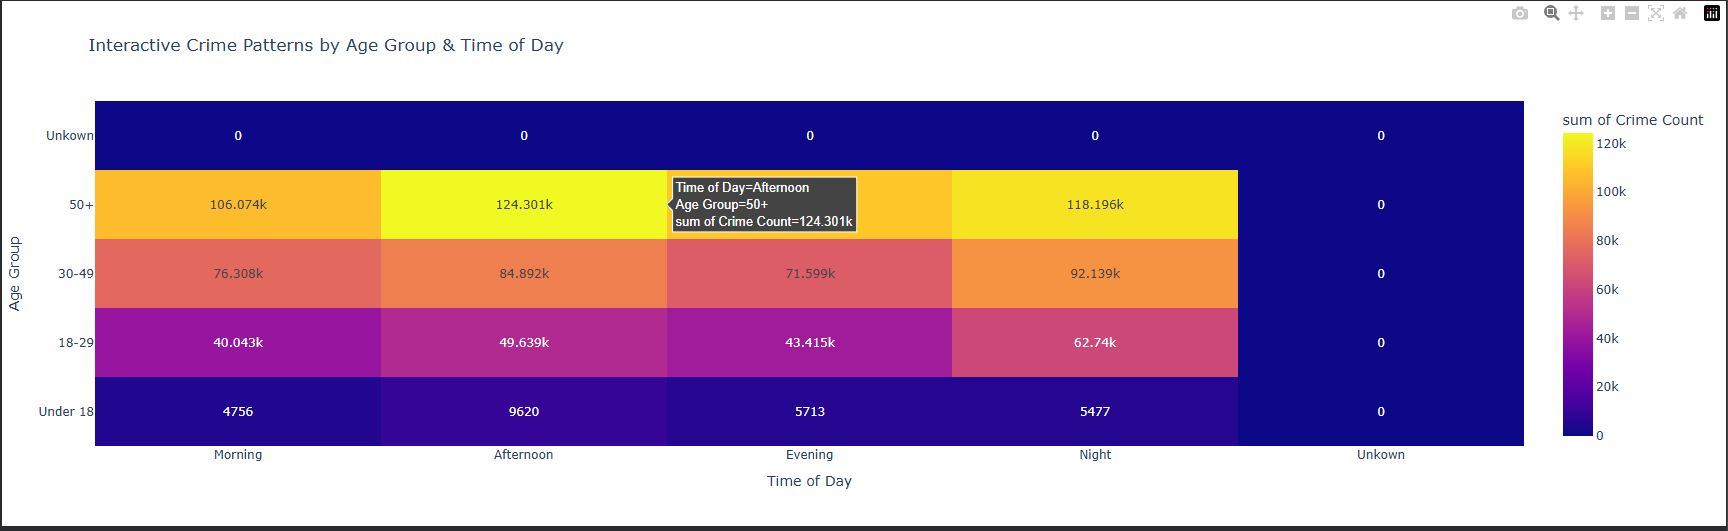 Interactive Crime Patterns by Age Group & Time of Day
sum of Crime Count
120k
100k
80k
60k
40k
20k
0
Age Group
Unkown 0 0 0 0 0
50+ 106.074k 124.301k 118.196k 0
Time of Day=Afternoon
Age Group=50+
sum of Crime Count=124.301k
30-49 76.308k 84.892k 71.599k 92.139k 0
18-29 40.043k 49.639k 43.415k 62.74k 0
Under 18 4756 9620 5713 5477 0
Morning Afternoon Evening Night Unkown
Time of Day